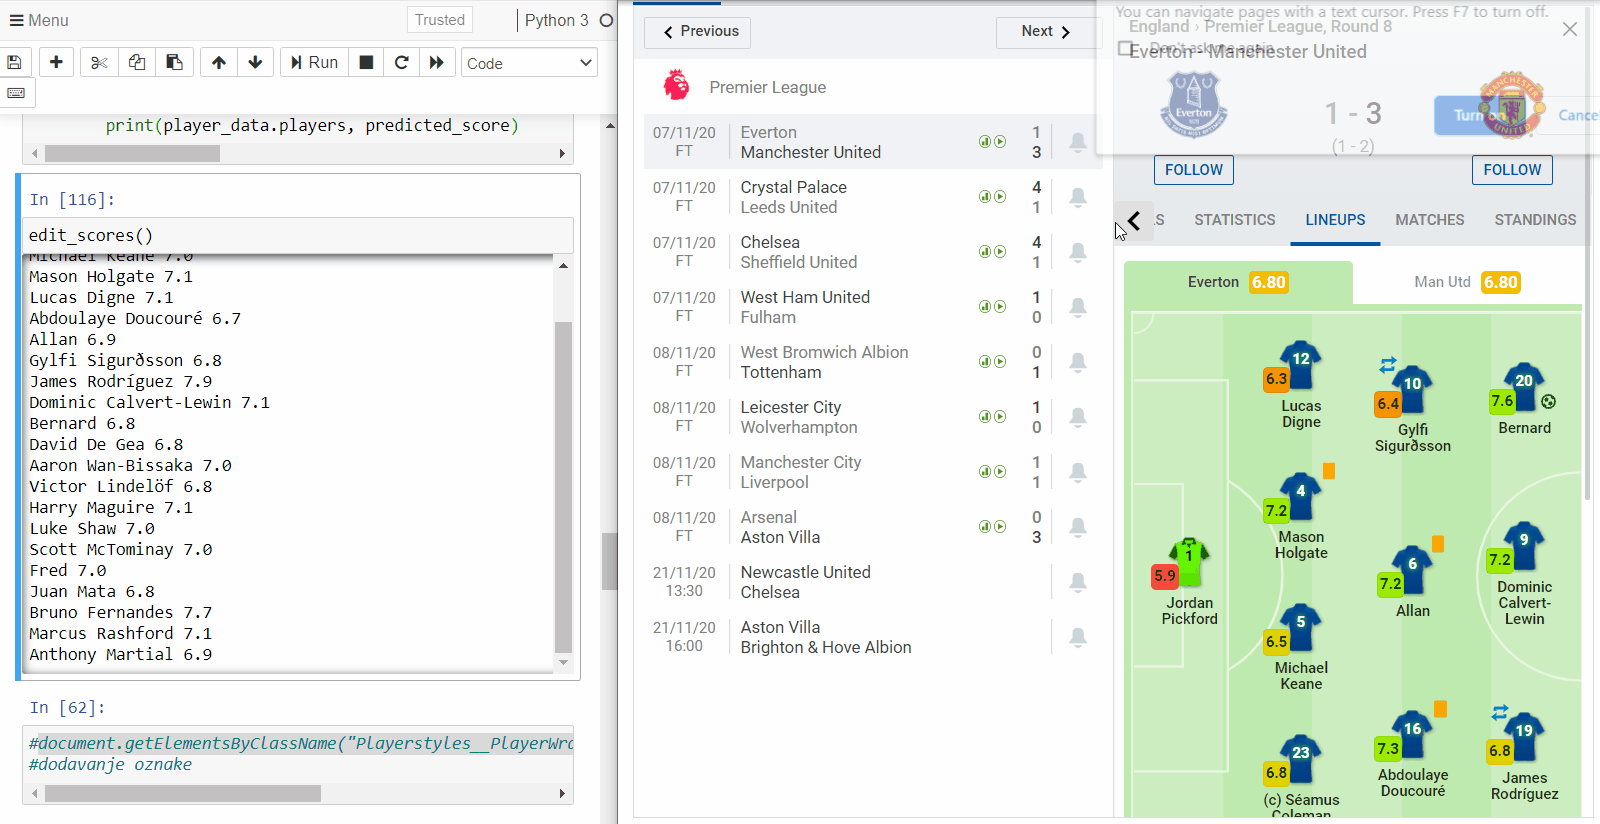 Menu
Trusted
Python 3
Run
Code
print(player_data.players, predicted_score)
In [116]:
edit_scores()
Michael Keane 7.0
Mason Holgate 7.1
Lucas Digne 7.1
Abdoulaye Doucouré 6.7
Allan 6.9
Gylfi Sigurðsson 6.8
James Rodríguez 7.9
Dominic Calvert-Lewin 7.1
Bernard 6.8
David De Gea 6.8
Aaron Wan-Bissaka 7.0
Victor Lindelöf 6.8
Harry Maguire 7.1
Luke Shaw 7.0
Scott McTominay 7.0
Fred 7.0
Juan Mata 6.8
Bruno Fernandes 7.7
Marcus Rashford 7.1
Anthony Martial 6.9
In [62]:
#document.getElementsByClassName("Playerstyles__PlayerWra
#dodavanje oznake
Previous
Next
Premier League
07/11/20 Everton 1
FT Manchester United 3
07/11/20 Crystal Palace 4
FT Leeds United 1
07/11/20 Chelsea 4
FT Sheffield United 1
07/11/20 West Ham United 1
FT Fulham 0
08/11/20 West Bromwich Albion 0
FT Tottenham 1
08/11/20 Leicester City 1
FT Wolverhampton 0
08/11/20 Manchester City 1
FT Liverpool 1
08/11/20 Arsenal 0
FT Aston Villa 3
21/11/20 Newcastle United
13:30 Chelsea
21/11/20 Aston Villa
16:00 Brighton & Hove Albion
You can navigate pages with a text cursor. Press F7 to turn off.
England › Premier League, Round 8
Don't ask me again
Everton - Manchester United
Everton
1 - 3
(1 - 2)
Turn on
MANCHESTER
UNITED
Cancel
FOLLOW
FOLLOW
LS
STATISTICS
LINEUPS
MATCHES
STANDINGS
Everton 6.80
Man Utd 6.80
12
6.3
Lucas
Digne
10
6.4
Gylfi
Sigurðsson
20
7.6
Bernard
4
7.2
Mason
Holgate
1
5.9
Jordan
Pickford
6
7.2
Allan
9
7.2
Dominic
Calvert-
Lewin
5
6.5
Michael
Keane
23
6.8
(c) Séamus
Coleman
16
7.3
Abdoulaye
Doucouré
19
6.8
James
Rodríguez